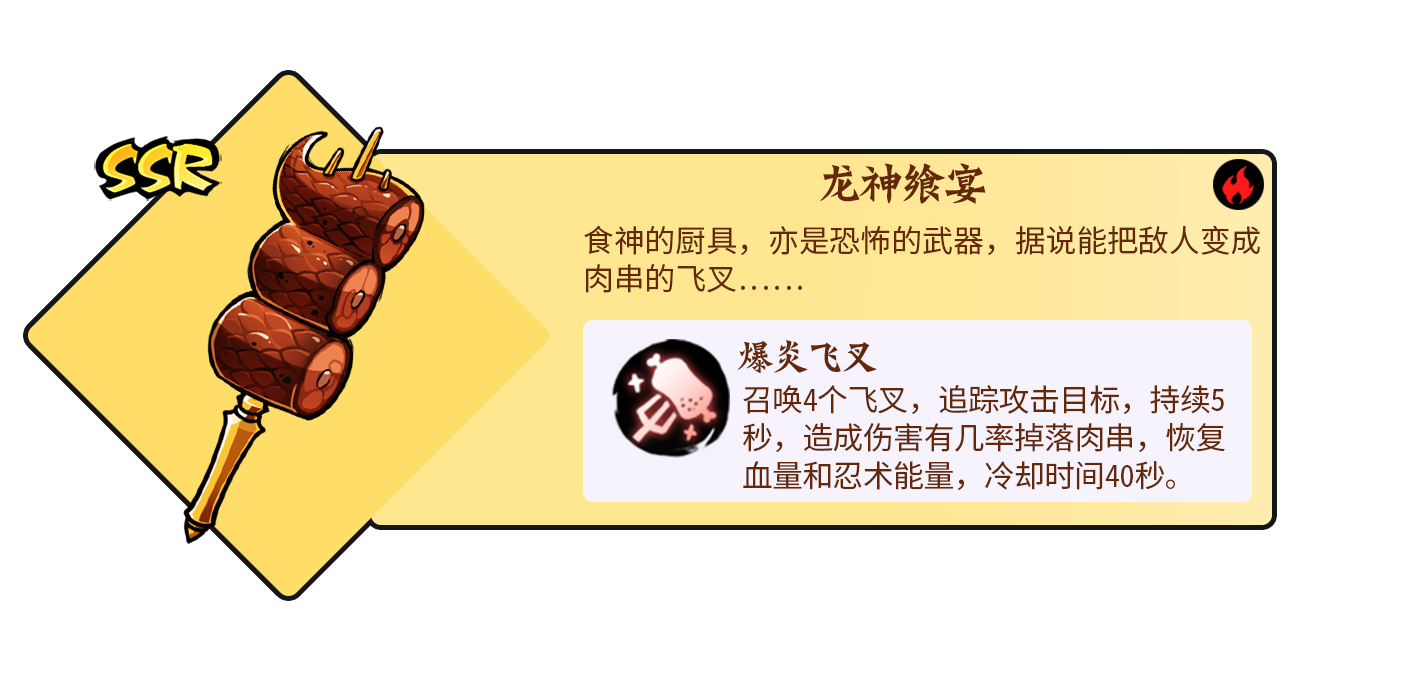 SSR
龙神飨宴
食神的厨具，亦是恐怖的武器，据说能把敌人变成
肉串的飞叉……
爆炎飞叉
召唤4个飞叉，追踪攻击目标，持续5
秒，造成伤害有几率掉落肉串，恢复
血量和忍术能量，冷却时间40秒。